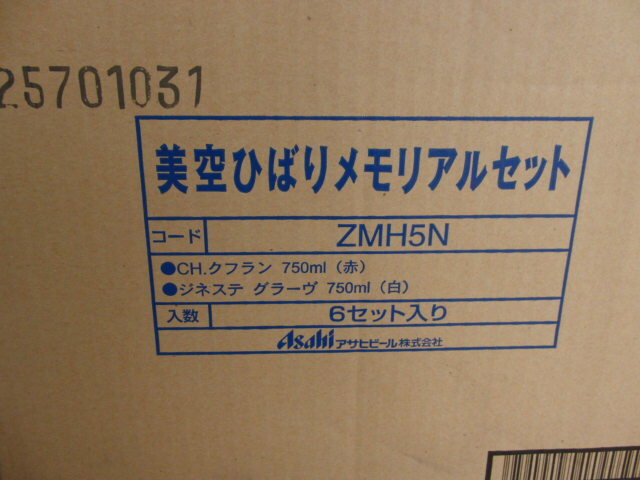 25701031
美空ひばりメモリアルセット
コード ZMH5N
●CH.クフラン 750ml（赤）
●ジネステ グラーヴ 750ml（白）
入数 6セット入り
Asahi アサヒビール株式会社